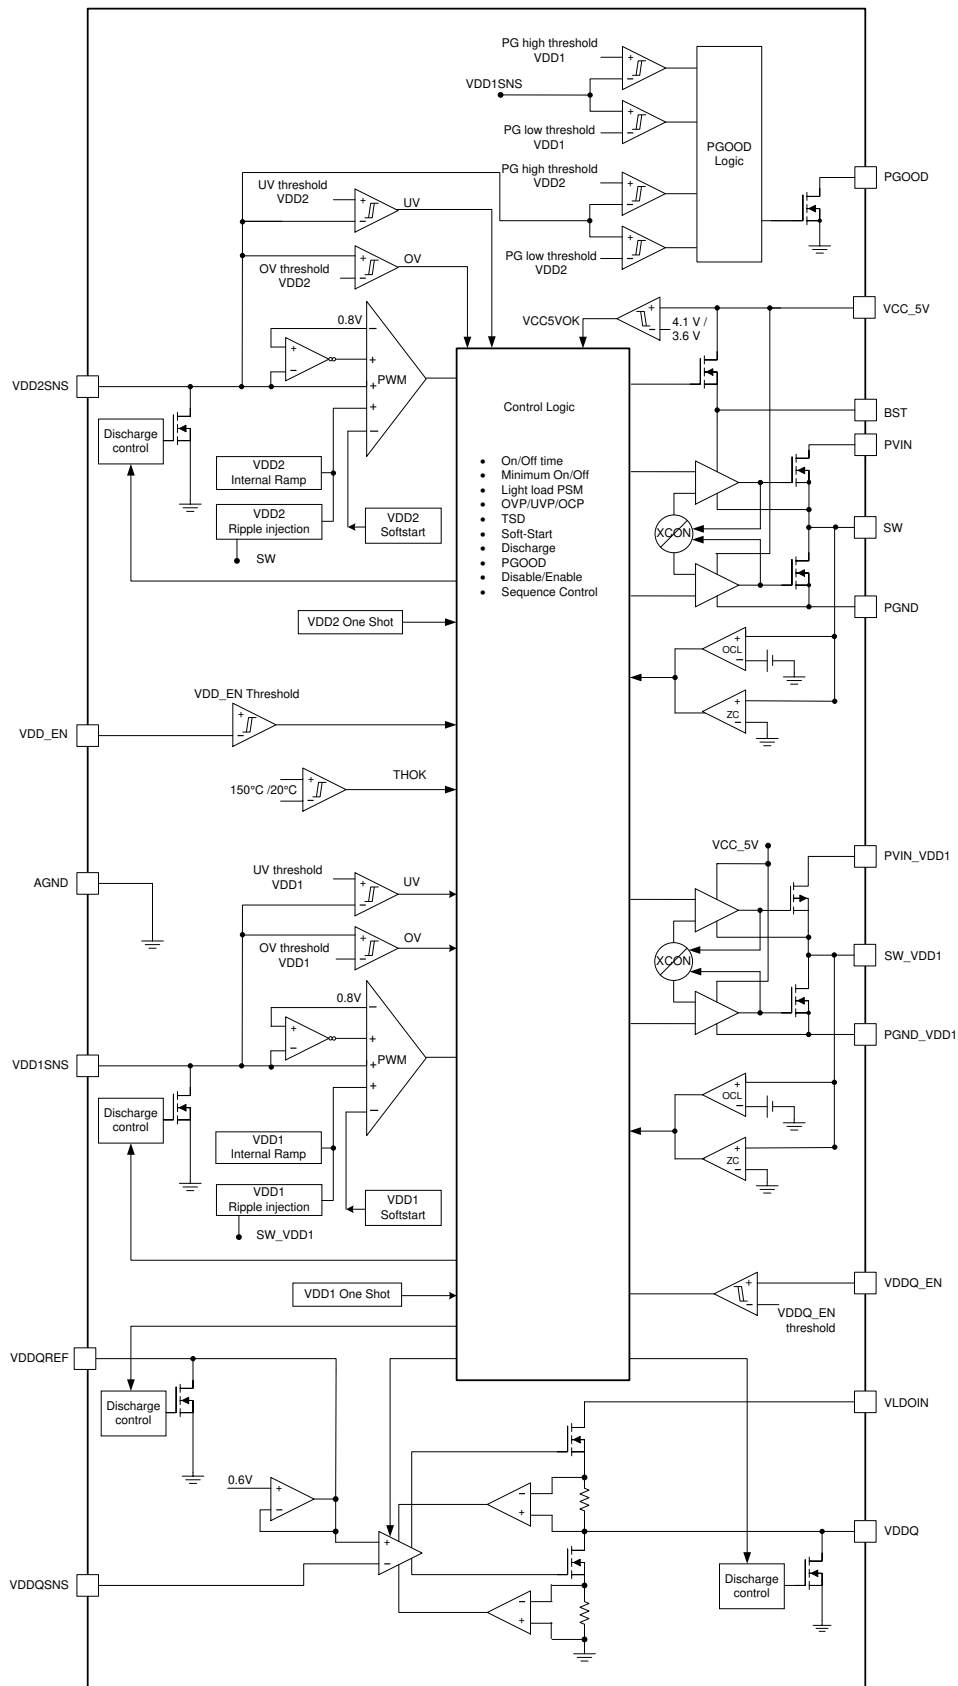 PG high threshold
VDD1
VDD1SNS
+
−
+
−
PG low threshold
VDD1
PGOOD
Logic
PG high threshold
VDD2
+
−
+
−
PG low threshold
VDD2
PGOOD
UV threshold
VDD2
+
−
UV
OV threshold
VDD2
+
−
OV
VCC5VOK
+
−
4.1 V /
3.6 V
VCC_5V
0.8V
+
−
−
+
+
+
−
PWM
VDD2SNS
Discharge
control
VDD2
Internal Ramp
VDD2
Ripple injection
SW
VDD2
Softstart
Control Logic
• On/Off time
• Minimum On/Off
• Light load PSM
• OVP/UVP/OCP
• TSD
• Soft-Start
• Discharge
• PGOOD
• Disable/Enable
• Sequence Control
BST
PVIN
XCON
SW
PGND
VDD2 One Shot
+
OCL
−
+
ZC
−
VDD_EN Threshold
VDD_EN
+
−
THOK
150°C /20°C
+
−
VCC_5V
PVIN_VDD1
UV threshold
VDD1
+
−
UV
AGND
OV threshold
VDD1
+
−
OV
XCON
SW_VDD1
PGND_VDD1
0.8V
+
−
−
+
+
+
−
PWM
VDD1SNS
Discharge
control
VDD1
Internal Ramp
VDD1
Ripple injection
SW_VDD1
VDD1
Softstart
+
OCL
−
+
ZC
−
VDD1 One Shot
+
−
VDDQ_EN
VDDQ_EN
threshold
VDDQREF
Discharge
control
VLDOIN
0.6V
+
−
−
+
+
−
VDDQ
VDDQSNS
−
+
Discharge
control